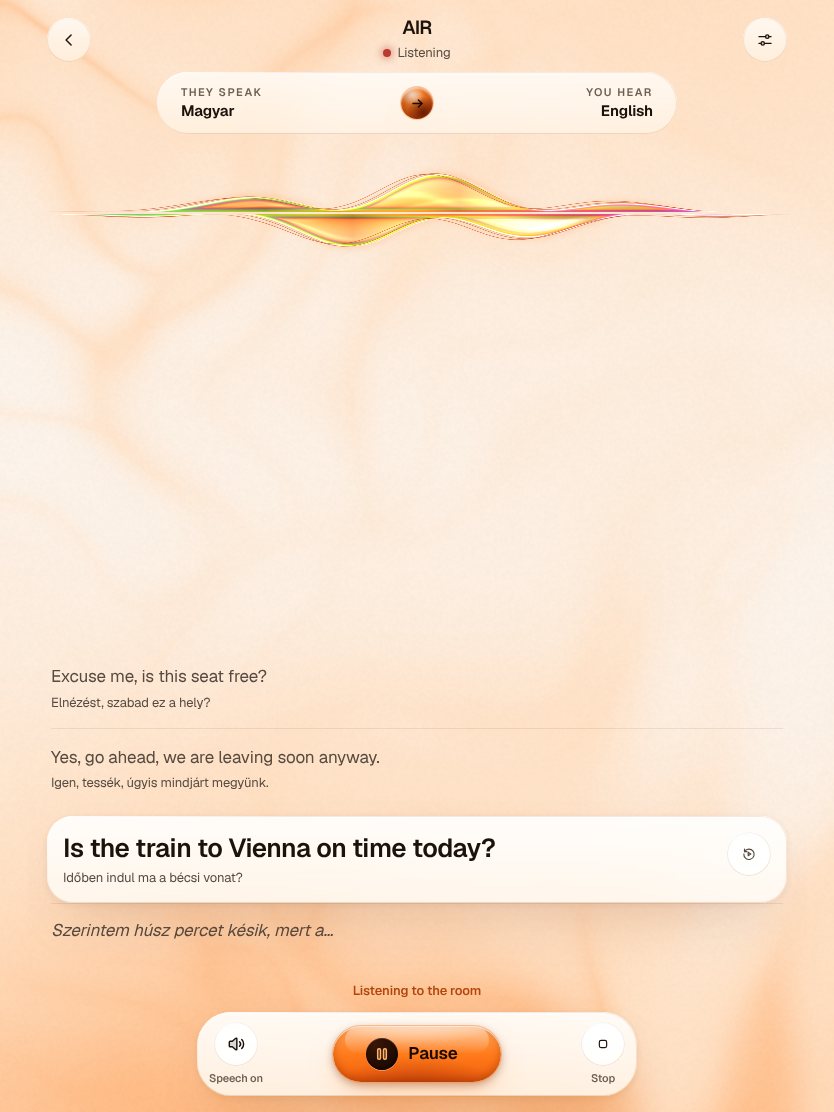 AIR
Listening
THEY SPEAK
Magyar
YOU HEAR
English
Excuse me, is this seat free?
Elnézést, szabad ez a hely?
Yes, go ahead, we are leaving soon anyway.
Igen, tessék, úgyis mindjárt megyünk.
Is the train to Vienna on time today?
Időben indul ma a bécsi vonat?
Szerintem húsz percet késik, mert a...
Listening to the room
Speech on
Pause
Stop